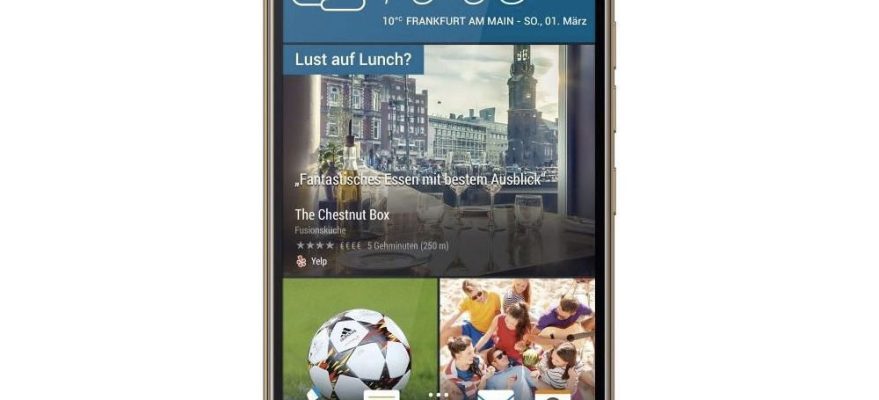 10°C FRANKFURT AM MAIN - SO., 01. März
Lust auf Lunch?
„Fantastisches Essen mit bestem Ausblick“
The Chestnut Box
Fusionsküche
€€€€ 5 Gehminuten (250 m)
Yelp
adidas